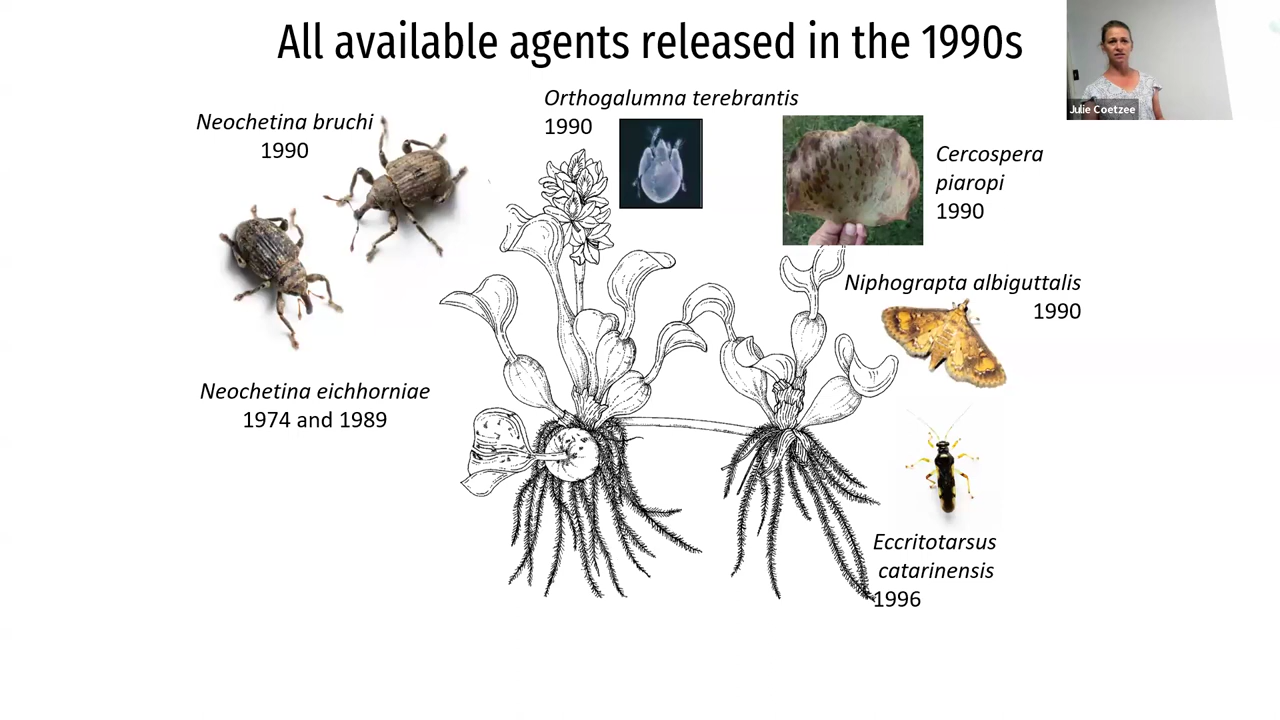 All available agents released in the 1990s
Julie Coetzee
Neochetina bruchi
1990
Orthogalumna terebrantis
1990
Cercospera
piaropi
1990
Niphograpta albiguttalis
1990
Neochetina eichhorniae
1974 and 1989
Eccritotarsus
catarinensis
1996